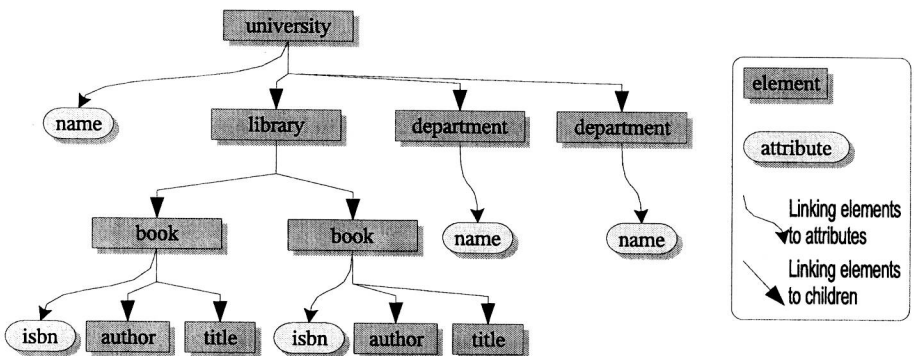 university
element
name
library
department
department
attribute
book
book
name
name
Linking elements
to attributes
Linking elements
to children
isbn
author
title
isbn
author
title